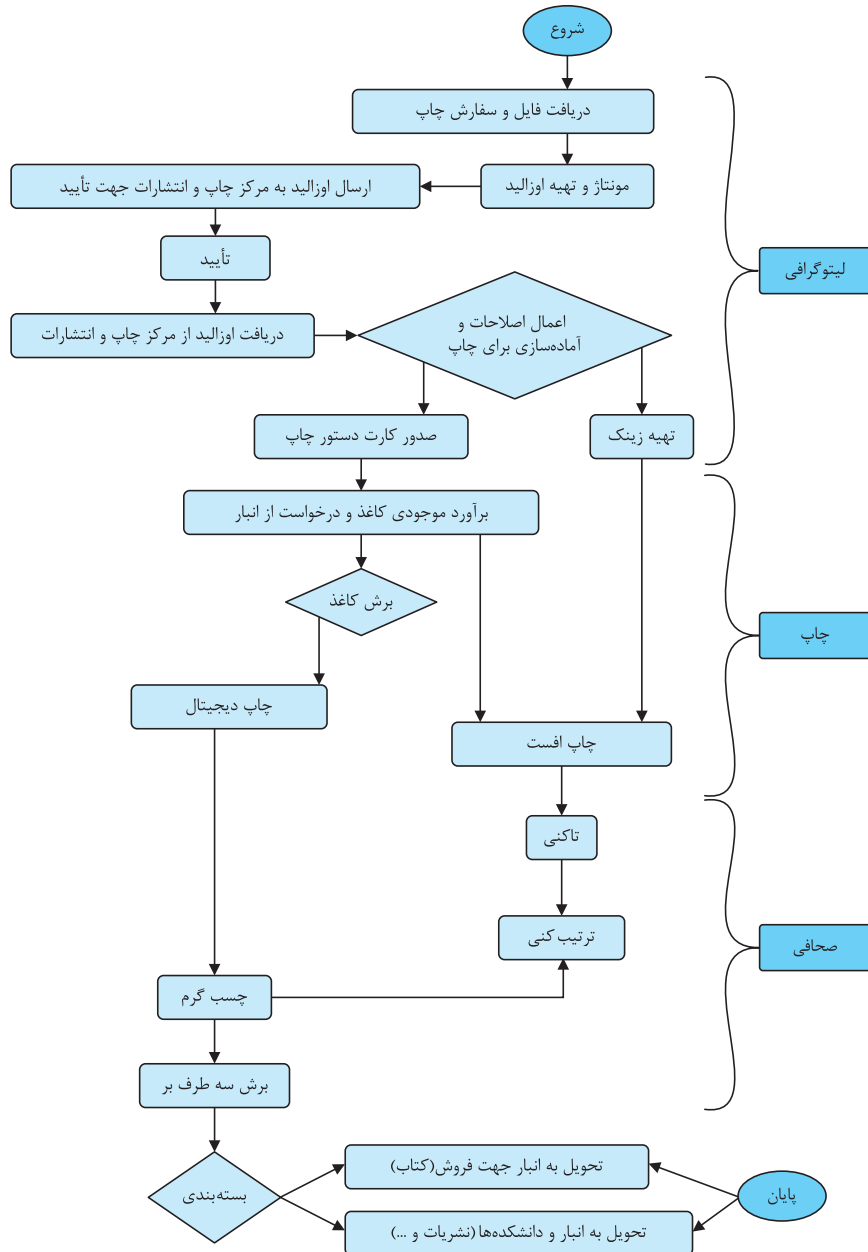 شروع
دریافت فایل و سفارش چاپ
مونتاژ و تهیه اوزالید
ارسال اوزالید به مرکز چاپ و انتشارات جهت تأیید
تأیید
لیتوگرافی
دریافت اوزالید از مرکز چاپ و انتشارات
اعمال اصلاحات و
آماده‌سازی برای چاپ
تهیه زینک
صدور کارت دستور چاپ
برآورد موجودی کاغذ و درخواست از انبار
برش کاغذ
چاپ
چاپ دیجیتال
چاپ افست
تاکنی
ترتیب‌کنی
صحافی
چسب گرم
برش سه طرف بر
بسته‌بندی
تحویل به انبار جهت فروش(کتاب)
پایان
تحویل به انبار و دانشکده‌ها (نشریات و ...)